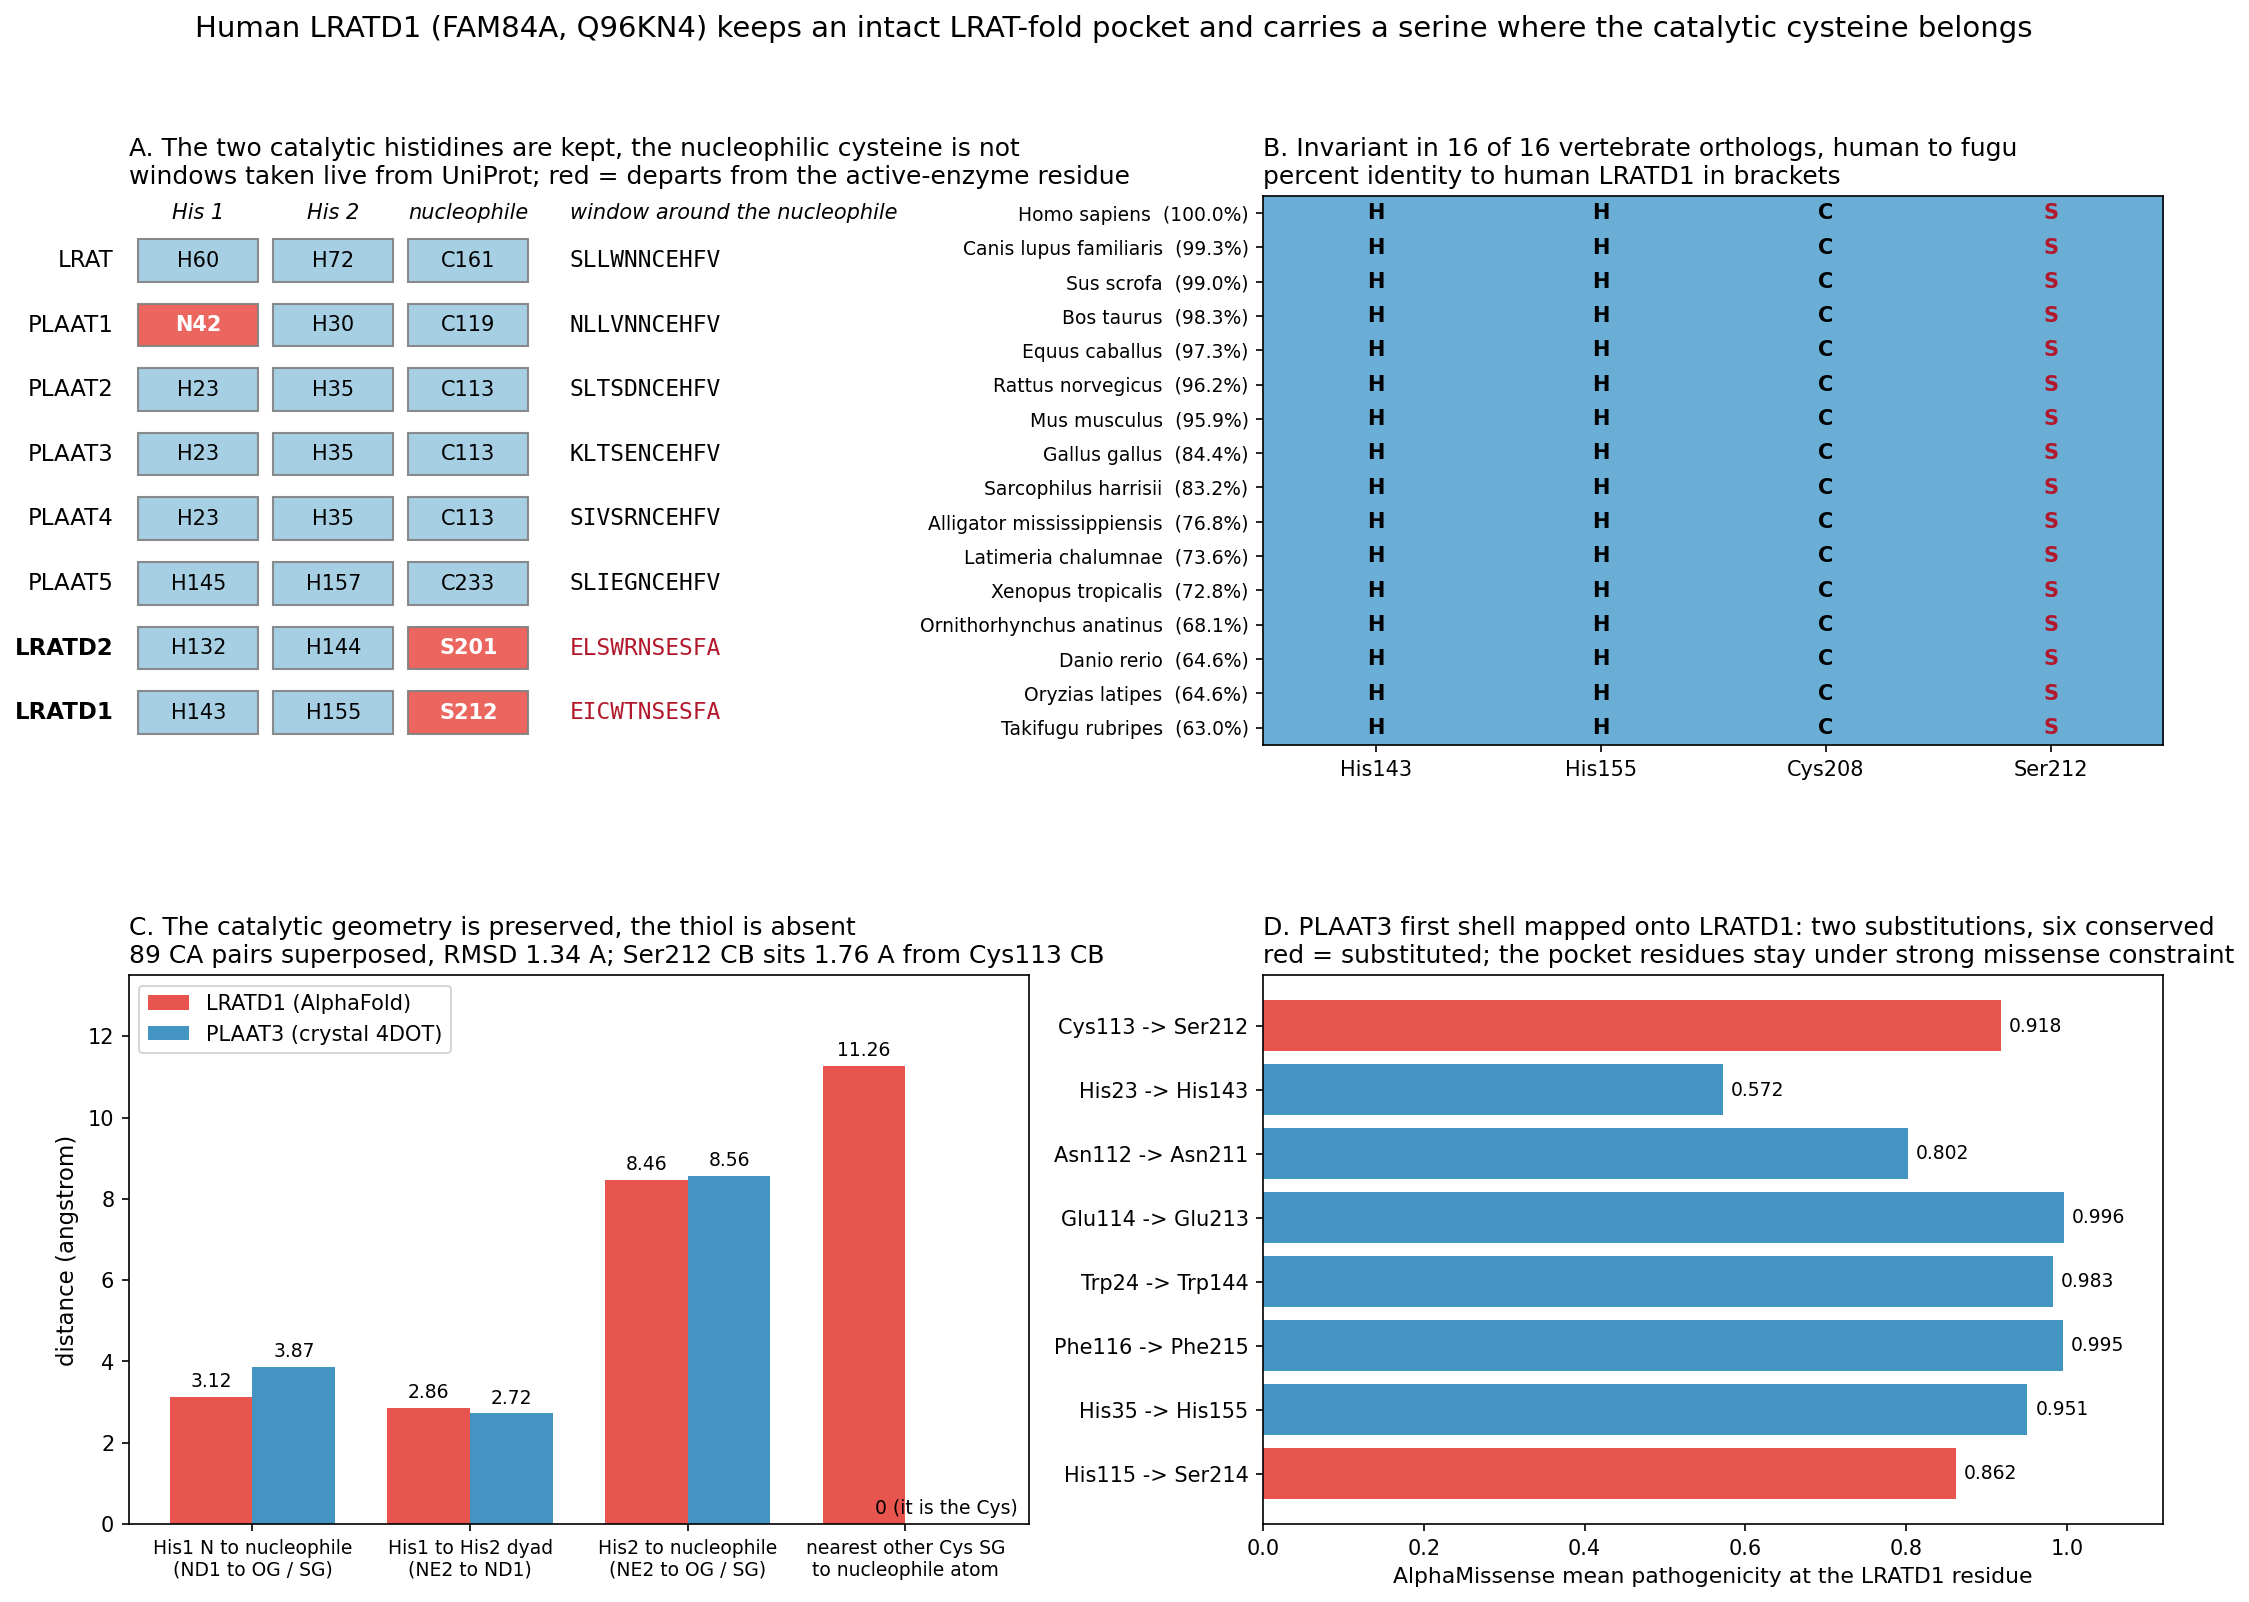 Human LRATD1 (FAM84A, Q96KN4) keeps an intact LRAT-fold pocket and carries a serine where the catalytic cysteine belongs
A. The two catalytic histidines are kept, the nucleophilic cysteine is not
windows taken live from UniProt; red = departs from the active-enzyme residue
His 1 His 2 nucleophile window around the nucleophile
LRAT H60 H72 C161 SLLWNNCEHFV
PLAAT1 N42 H30 C119 NLLVNNCEHFV
PLAAT2 H23 H35 C113 SLTSDNCEHFV
PLAAT3 H23 H35 C113 KLTSENCEHFV
PLAAT4 H23 H35 C113 SIVSRNCEHFV
PLAAT5 H145 H157 C233 SLIEGNCEHFV
LRATD2 H132 H144 S201 ELSWRNSESFA
LRATD1 H143 H155 S212 EICWTNSESFA
B. Invariant in 16 of 16 vertebrate orthologs, human to fugu
percent identity to human LRATD1 in brackets
Homo sapiens (100.0%) H H C S
Canis lupus familiaris (99.3%) H H C S
Sus scrofa (99.0%) H H C S
Bos taurus (98.3%) H H C S
Equus caballus (97.3%) H H C S
Rattus norvegicus (96.2%) H H C S
Mus musculus (95.9%) H H C S
Gallus gallus (84.4%) H H C S
Sarcophilus harrisii (83.2%) H H C S
Alligator mississippiensis (76.8%) H H C S
Latimeria chalumnae (73.6%) H H C S
Xenopus tropicalis (72.8%) H H C S
Ornithorhynchus anatinus (68.1%) H H C S
Danio rerio (64.6%) H H C S
Oryzias latipes (64.6%) H H C S
Takifugu rubripes (63.0%) H H C S
His143 His155 Cys208 Ser212
C. The catalytic geometry is preserved, the thiol is absent
89 CA pairs superposed, RMSD 1.34 A; Ser212 CB sits 1.76 A from Cys113 CB
LRATD1 (AlphaFold)
PLAAT3 (crystal 4DOT)
distance (angstrom)
12
10
8
6
4
2
0
3.12 3.87 2.86 2.72 8.46 8.56 11.26 0 (it is the Cys)
His1 N to nucleophile His1 to His2 dyad His2 to nucleophile nearest other Cys SG
(ND1 to OG / SG) (NE2 to ND1) (NE2 to OG / SG) to nucleophile atom
D. PLAAT3 first shell mapped onto LRATD1: two substitutions, six conserved
red = substituted; the pocket residues stay under strong missense constraint
Cys113 -> Ser212 0.918
His23 -> His143 0.572
Asn112 -> Asn211 0.802
Glu114 -> Glu213 0.996
Trp24 -> Trp144 0.983
Phe116 -> Phe215 0.995
His35 -> His155 0.951
His115 -> Ser214 0.862
0.0 0.2 0.4 0.6 0.8 1.0
AlphaMissense mean pathogenicity at the LRATD1 residue